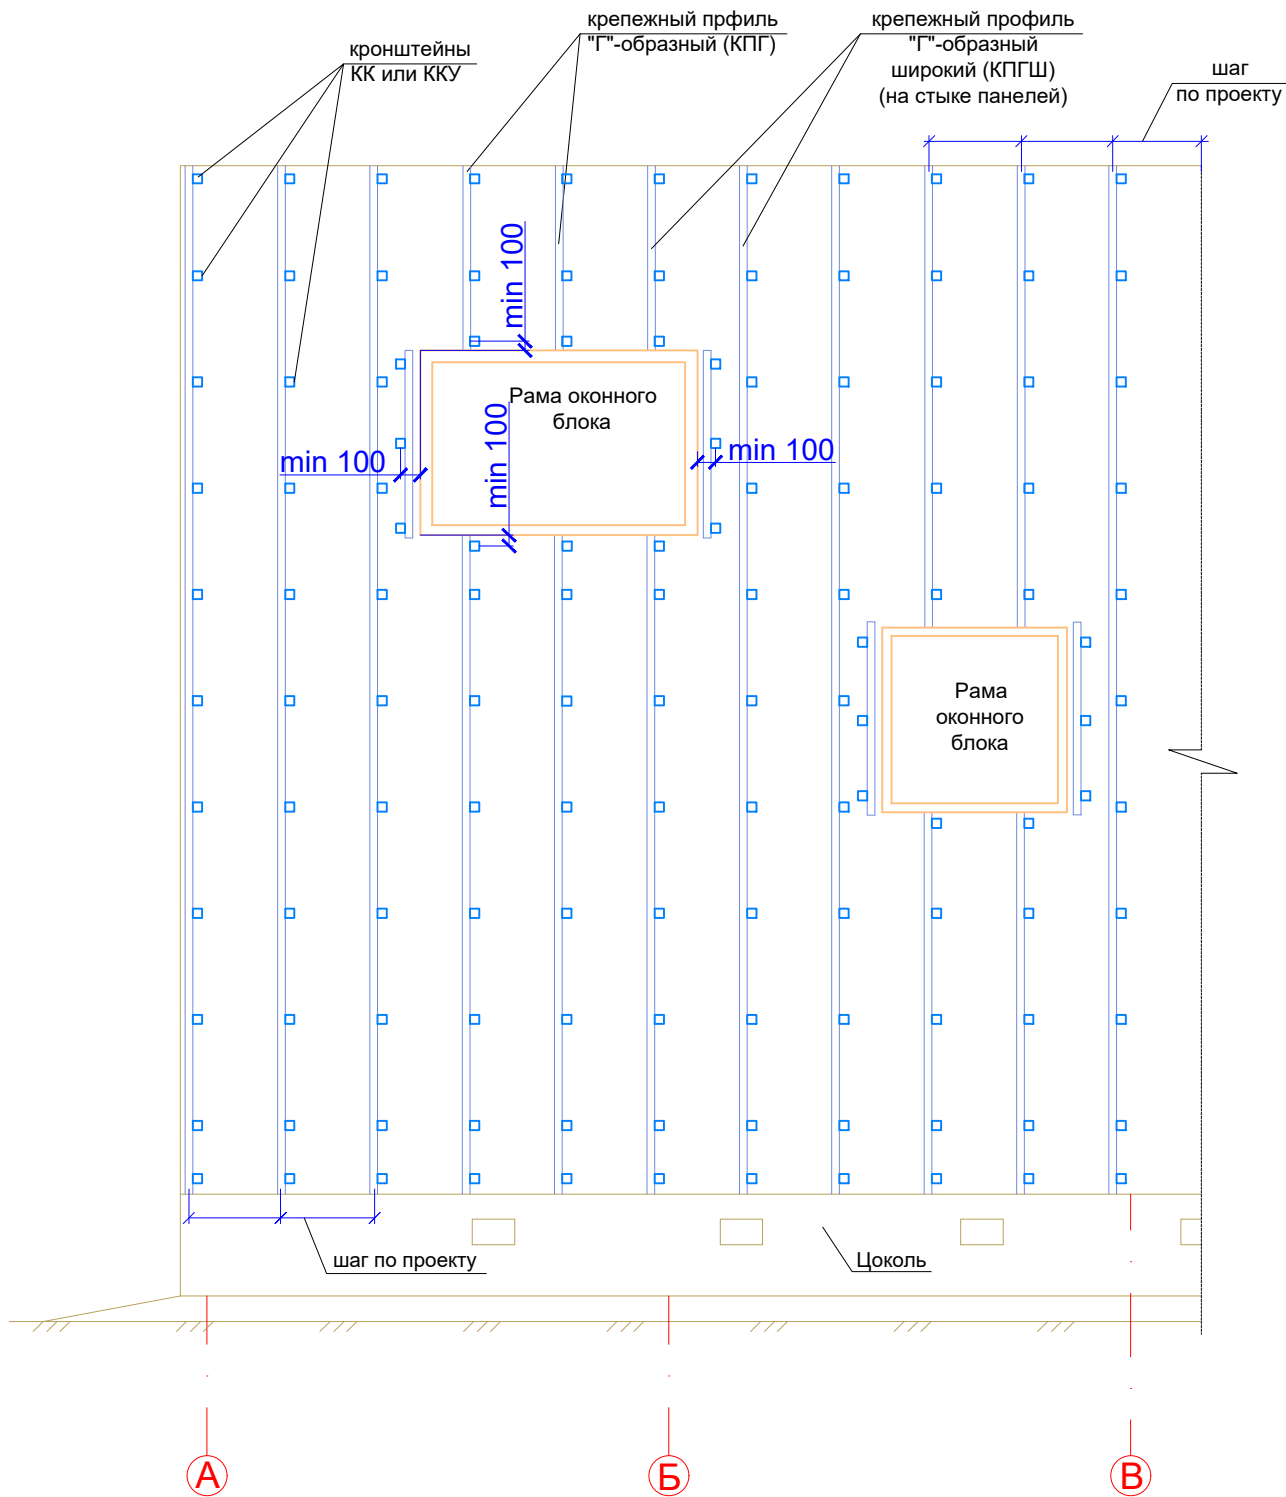 кронштейны
КК или ККУ
крепежный прфиль
"Г"-образный (КПГ)
крепежный профиль
"Г"-образный
широкий (КПГШ)
(на стыке панелей)
шаг
по проекту
min 100
Рама оконного
блока
min 100
min 100
min 100
Рама
оконного
блока
шаг по проекту
Цоколь
А
Б
В